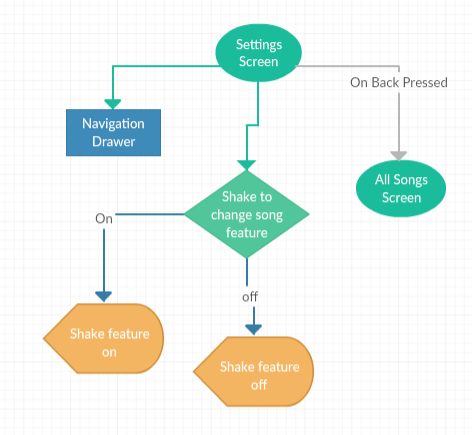 Settings
Screen
On Back Pressed
Navigation
Drawer
All Songs
Screen
Shake to
change song
feature
On
off
Shake feature
on
Shake feature
off